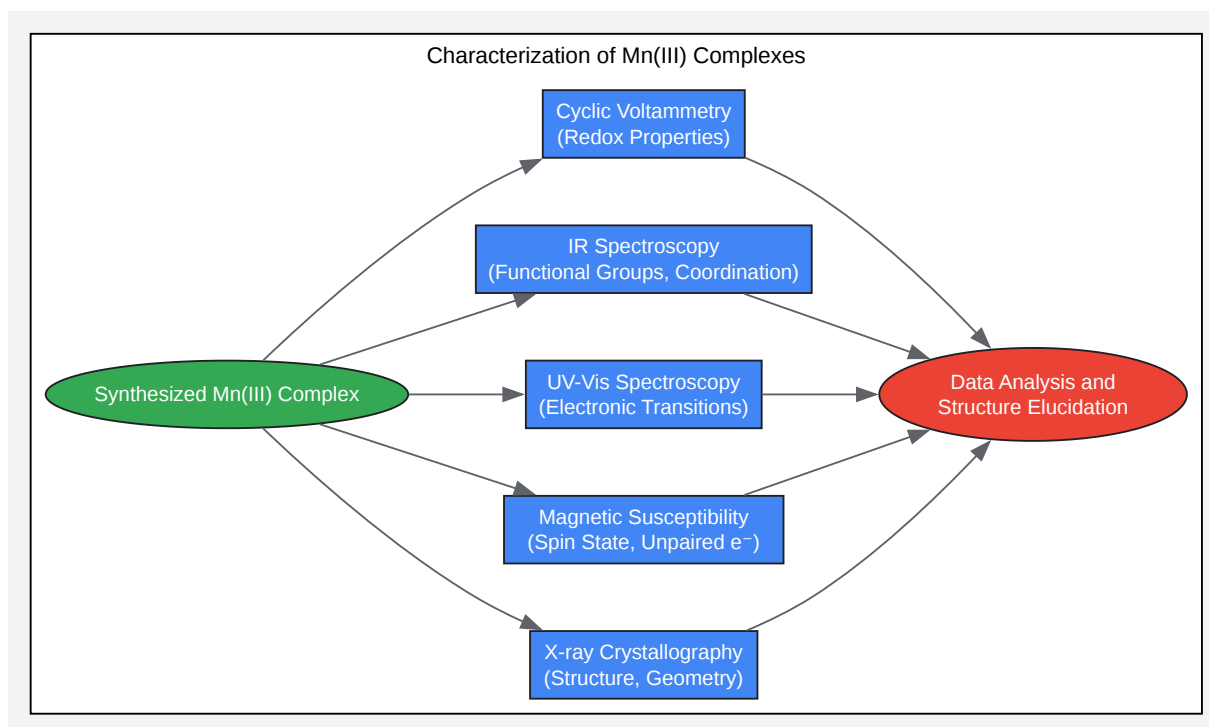 Characterization of Mn(III) Complexes
Cyclic Voltammetry
(Redox Properties)
IR Spectroscopy
(Functional Groups, Coordination)
Synthesized Mn(III) Complex
UV-Vis Spectroscopy
(Electronic Transitions)
Data Analysis and
Structure Elucidation
Magnetic Susceptibility
(Spin State, Unpaired e⁻)
X-ray Crystallography
(Structure, Geometry)